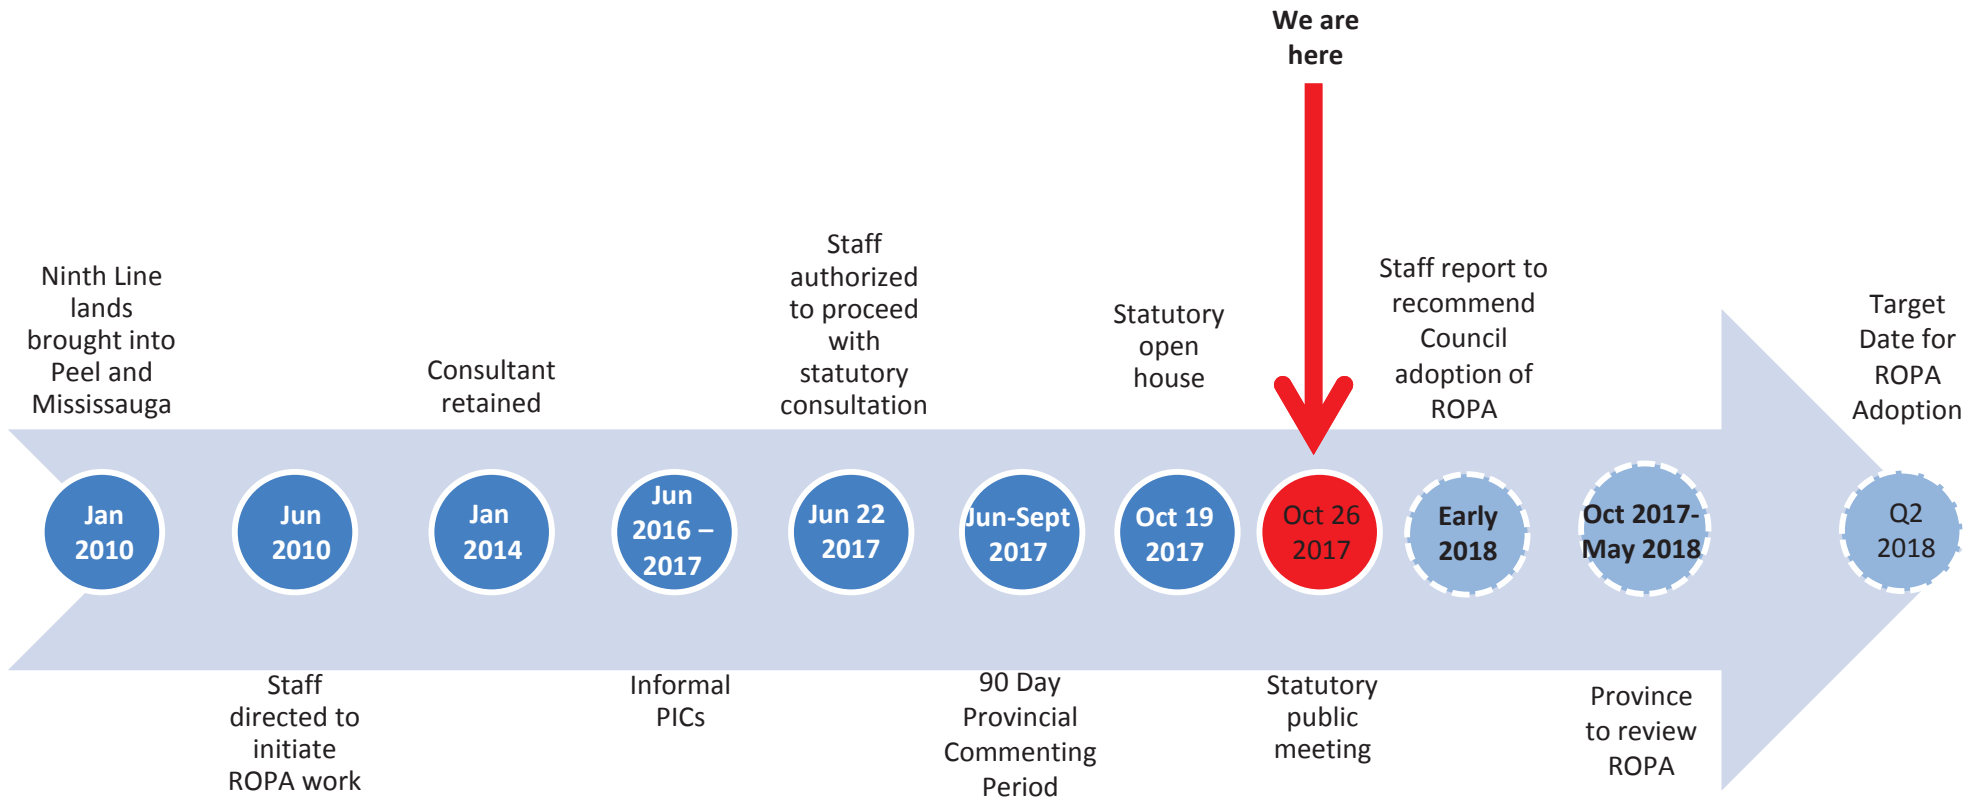 We are
here
Ninth Line
lands
brought into
Peel and
Mississauga
Consultant
retained
Staff
authorized
to proceed
with
statutory
consultation
Statutory
open
house
Staff report to
recommend
Council
adoption of
ROPA
Target
Date for
ROPA
Adoption
Jan
2010
Jun
2010
Jan
2014
Jun
2016 –
2017
Jun 22
2017
Jun-Sept
2017
Oct 19
2017
Oct 26
2017
Early
2018
Oct 2017-
May 2018
Q2
2018
Staff
directed to
initiate
ROPA work
Informal
PICs
90 Day
Provincial
Commenting
Period
Statutory
public
meeting
Province
to review
ROPA